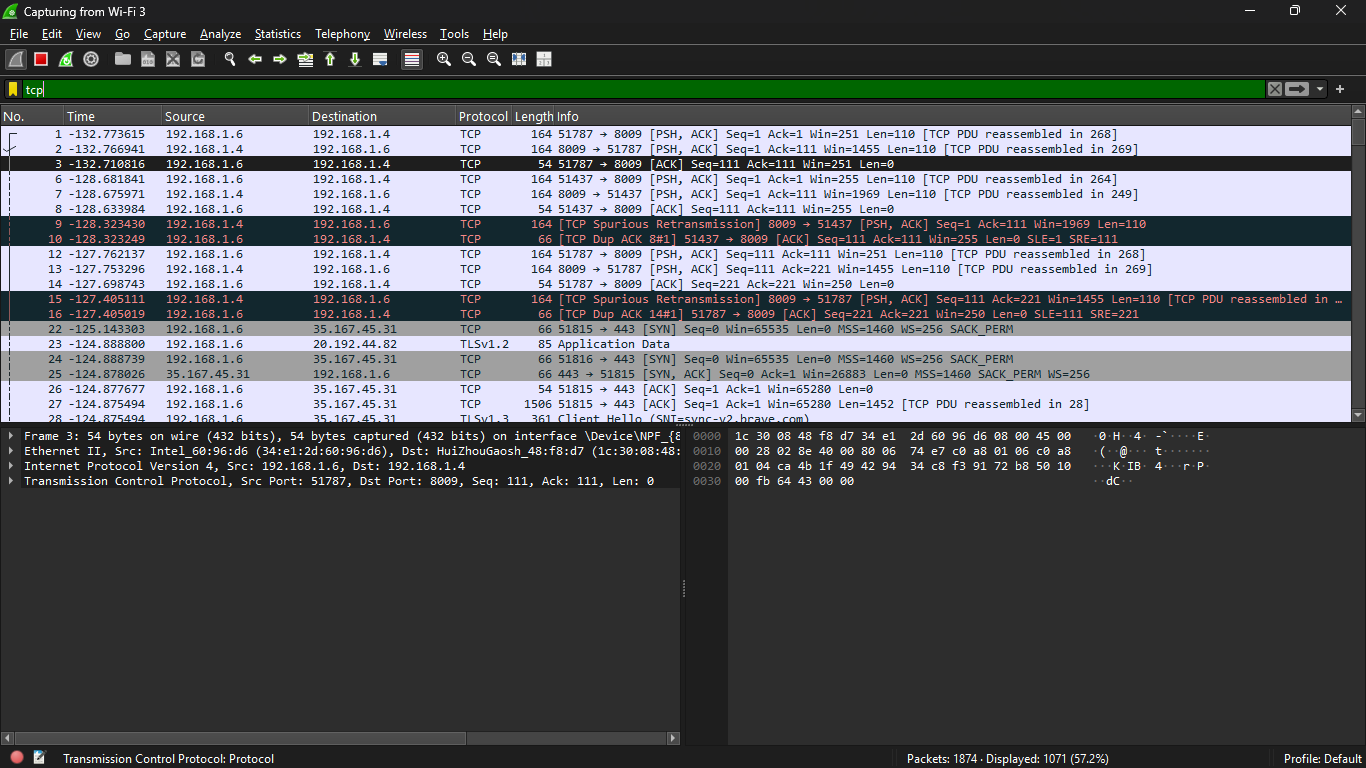 Capturing from Wi-Fi 3
File Edit View Go Capture Analyze Statistics Telephony Wireless Tools Help
tcp
No. Time Source Destination Protocol Length Info
1 -132.773615 192.168.1.6 192.168.1.4 TCP 164 51787 → 8009 [PSH, ACK] Seq=1 Ack=1 Win=251 Len=110 [TCP PDU reassembled in 268]
2 -132.766941 192.168.1.4 192.168.1.6 TCP 164 8009 → 51787 [PSH, ACK] Seq=1 Ack=111 Win=1455 Len=110 [TCP PDU reassembled in 269]
3 -132.710816 192.168.1.6 192.168.1.4 TCP 54 51787 → 8009 [ACK] Seq=111 Ack=111 Win=251 Len=0
6 -128.681841 192.168.1.6 192.168.1.4 TCP 164 51437 → 8009 [PSH, ACK] Seq=1 Ack=1 Win=255 Len=110 [TCP PDU reassembled in 264]
7 -128.675971 192.168.1.4 192.168.1.6 TCP 164 8009 → 51437 [PSH, ACK] Seq=1 Ack=111 Win=1969 Len=110 [TCP PDU reassembled in 249]
8 -128.633984 192.168.1.6 192.168.1.4 TCP 54 51437 → 8009 [ACK] Seq=111 Ack=111 Win=255 Len=0
9 -128.323430 192.168.1.4 192.168.1.6 TCP 164 [TCP Spurious Retransmission] 8009 → 51437 [PSH, ACK] Seq=1 Ack=111 Win=1969 Len=110
10 -128.323249 192.168.1.6 192.168.1.4 TCP 66 [TCP Dup ACK 8#1] 51437 → 8009 [ACK] Seq=111 Ack=111 Win=255 Len=0 SLE=1 SRE=111
12 -127.762137 192.168.1.6 192.168.1.4 TCP 164 51787 → 8009 [PSH, ACK] Seq=111 Ack=111 Win=251 Len=110 [TCP PDU reassembled in 268]
13 -127.753296 192.168.1.4 192.168.1.6 TCP 164 8009 → 51787 [PSH, ACK] Seq=111 Ack=221 Win=1455 Len=110 [TCP PDU reassembled in 269]
14 -127.698743 192.168.1.6 192.168.1.4 TCP 54 51787 → 8009 [ACK] Seq=221 Ack=221 Win=250 Len=0
15 -127.405111 192.168.1.4 192.168.1.6 TCP 164 [TCP Spurious Retransmission] 8009 → 51787 [PSH, ACK] Seq=111 Ack=221 Win=1455 Len=110 [TCP PDU reassembled in …
16 -127.405019 192.168.1.6 192.168.1.4 TCP 66 [TCP Dup ACK 14#1] 51787 → 8009 [ACK] Seq=221 Ack=221 Win=250 Len=0 SLE=111 SRE=221
22 -125.143303 192.168.1.6 35.167.45.31 TCP 66 51815 → 443 [SYN] Seq=0 Win=65535 Len=0 MSS=1460 WS=256 SACK_PERM
23 -124.888800 192.168.1.6 20.192.44.82 TLSv1.2 85 Application Data
24 -124.888739 192.168.1.6 35.167.45.31 TCP 66 51816 → 443 [SYN] Seq=0 Win=65535 Len=0 MSS=1460 WS=256 SACK_PERM
25 -124.878026 35.167.45.31 192.168.1.6 TCP 66 443 → 51815 [SYN, ACK] Seq=0 Ack=1 Win=26883 Len=0 MSS=1460 SACK_PERM WS=256
26 -124.877677 192.168.1.6 35.167.45.31 TCP 54 51815 → 443 [ACK] Seq=1 Ack=1 Win=65280 Len=0
27 -124.875494 192.168.1.6 35.167.45.31 TCP 1506 51815 → 443 [ACK] Seq=1 Ack=1 Win=65280 Len=1452 [TCP PDU reassembled in 28]
28 -124.875494 192.168.1.6 35.167.45.31 TLSv1.3 361 Client Hello (SNI=sync-v2.brave.com)
Frame 3: 54 bytes on wire (432 bits), 54 bytes captured (432 bits) on interface \Device\NPF_{8
Ethernet II, Src: Intel_60:96:d6 (34:e1:2d:60:96:d6), Dst: HuiZhouGaosh_48:f8:d7 (1c:30:08:48:
Internet Protocol Version 4, Src: 192.168.1.6, Dst: 192.168.1.4
Transmission Control Protocol, Src Port: 51787, Dst Port: 8009, Seq: 111, Ack: 111, Len: 0
0000 1c 30 08 48 f8 d7 34 e1 2d 60 96 d6 08 00 45 00 ·0·H··4· -`····E·
0010 00 28 02 8e 40 00 80 06 74 e7 c0 a8 01 06 c0 a8 ·(··@··· t·······
0020 01 04 ca 4b 1f 49 42 94 34 c8 f3 91 72 b8 50 10 ···K·IB· 4···r·P·
0030 00 fb 64 43 00 00 ··dC··
Transmission Control Protocol: Protocol
Packets: 1874 · Displayed: 1071 (57.2%)
Profile: Default